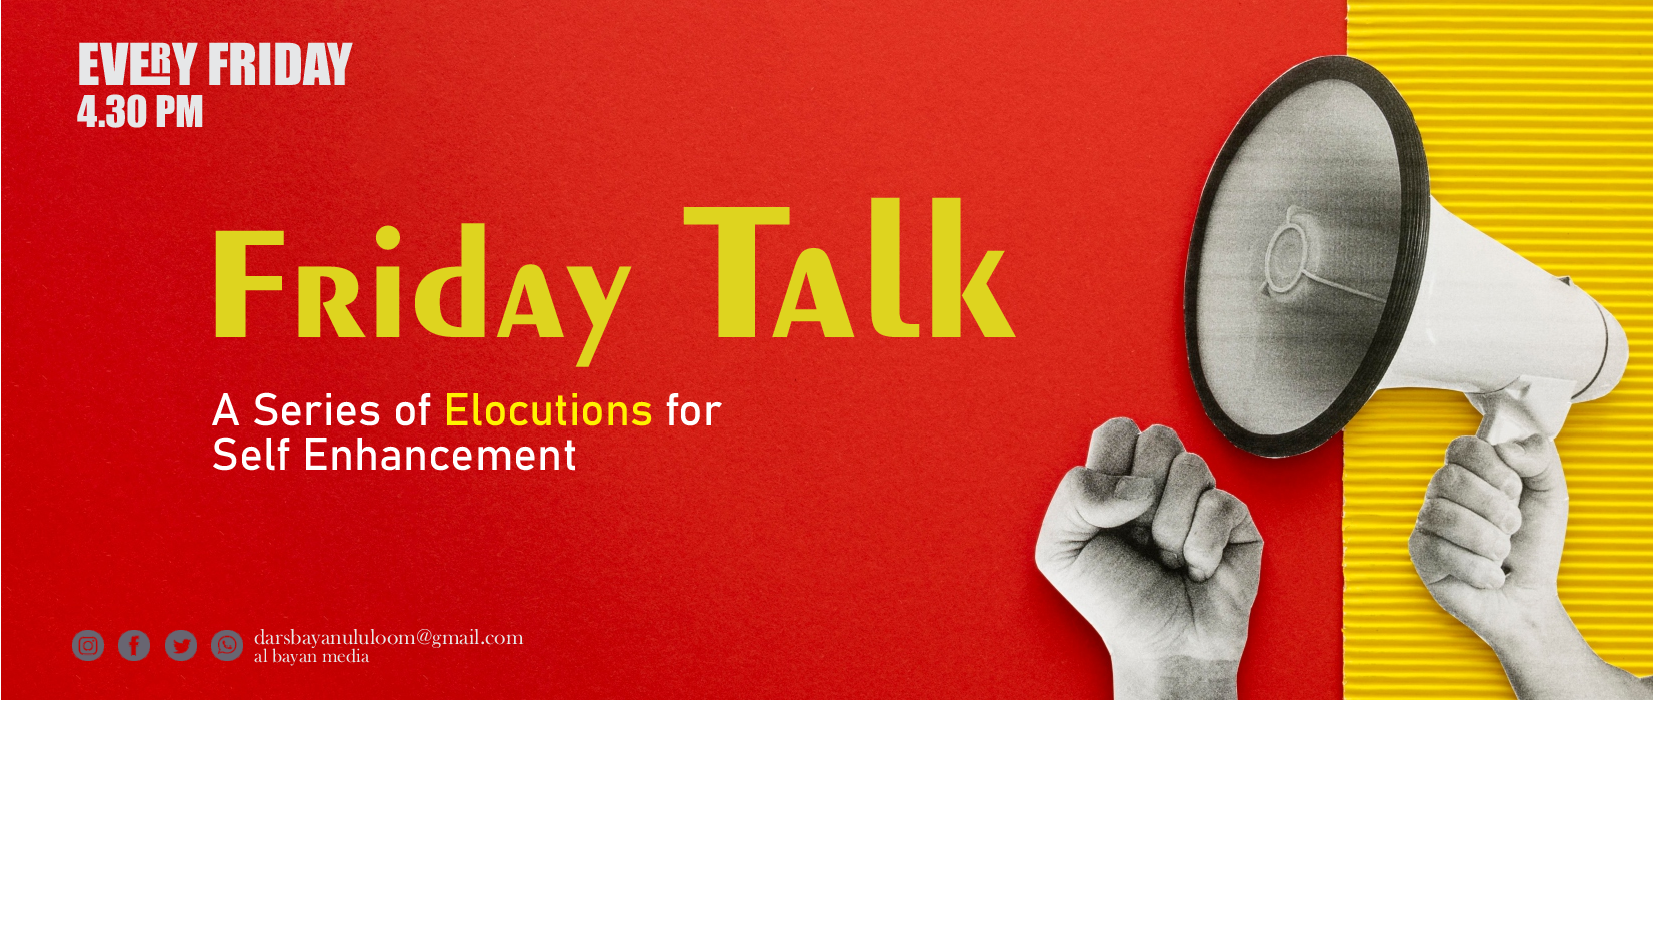 EVERY FRIDAY
4.30 PM
Friday Talk
A Series of Elocutions for
Self Enhancement
darsbayanululoom@gmail.com
al bayan media